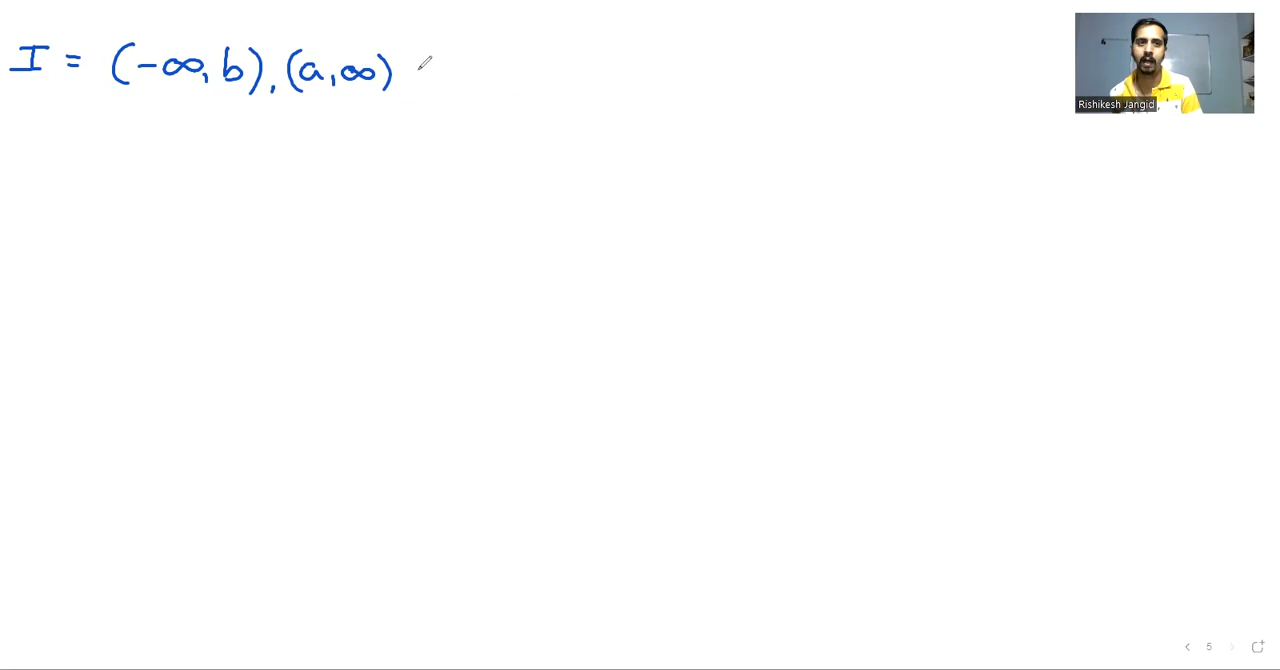 I = (-∞, b), (a, ∞)
Rishikesh Jangid
5